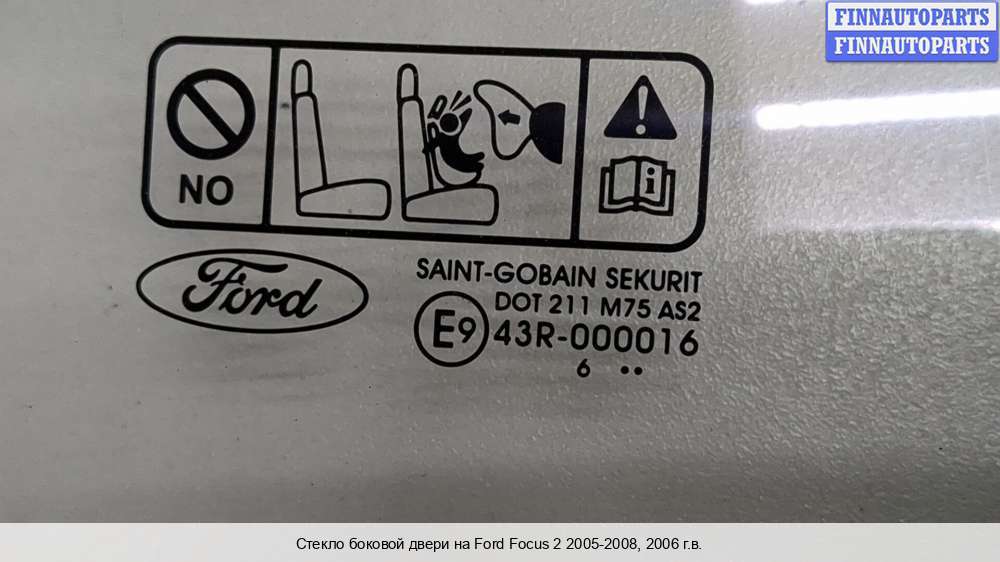 FINNAUTOPARTS
FINNAUTOPARTS
NO
i
Ford
SAINT-GOBAIN SEKURIT
DOT 211 M75 AS2
E9 43R-000016
6 ••
Стекло боковой двери на Ford Focus 2 2005-2008, 2006 г.в.